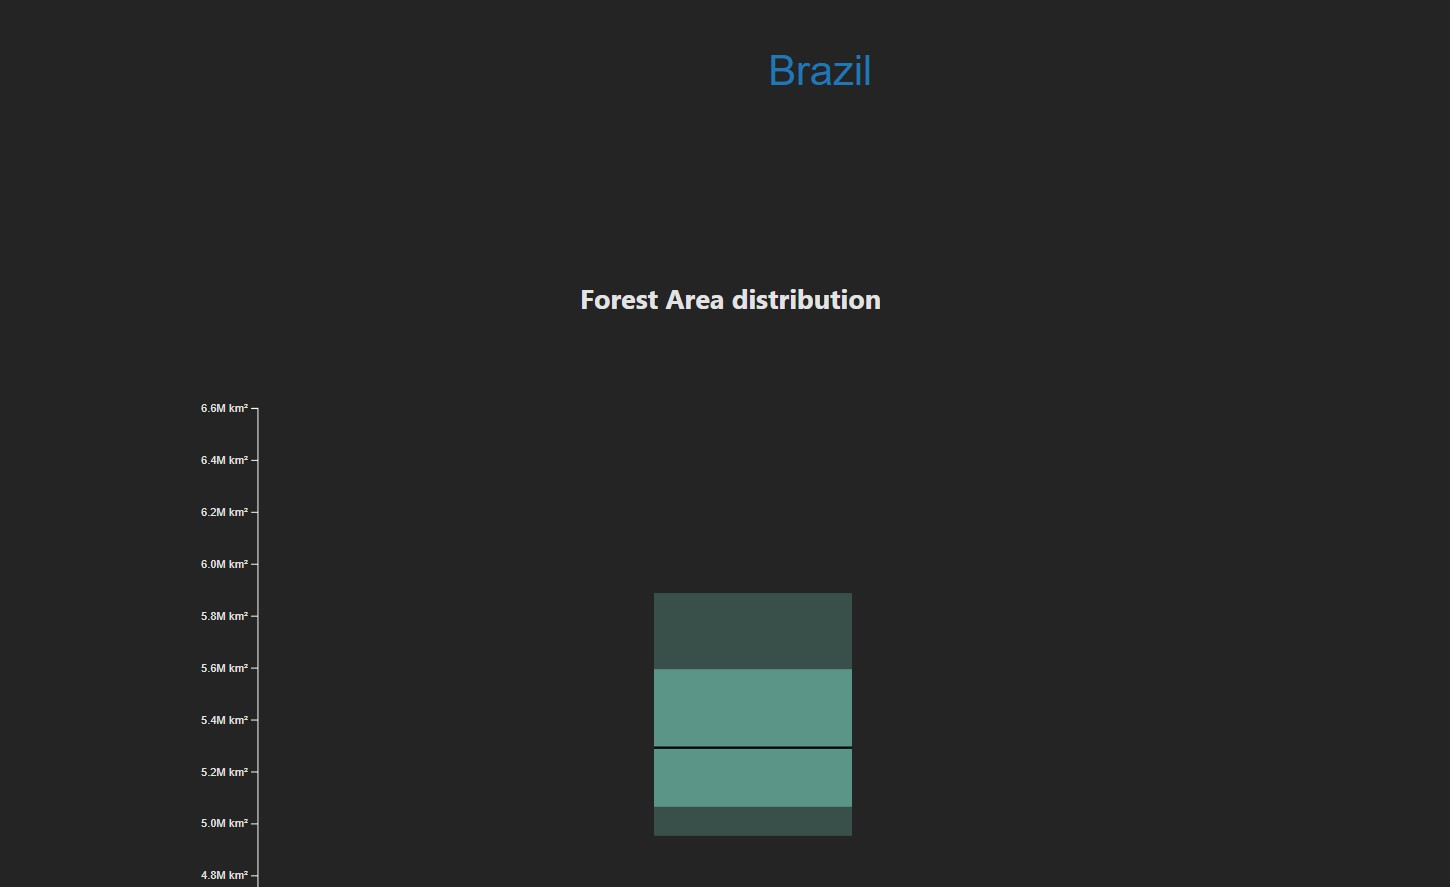 Brazil
Forest Area distribution
6.6M km²
6.4M km²
6.2M km²
6.0M km²
5.8M km²
5.6M km²
5.4M km²
5.2M km²
5.0M km²
4.8M km²